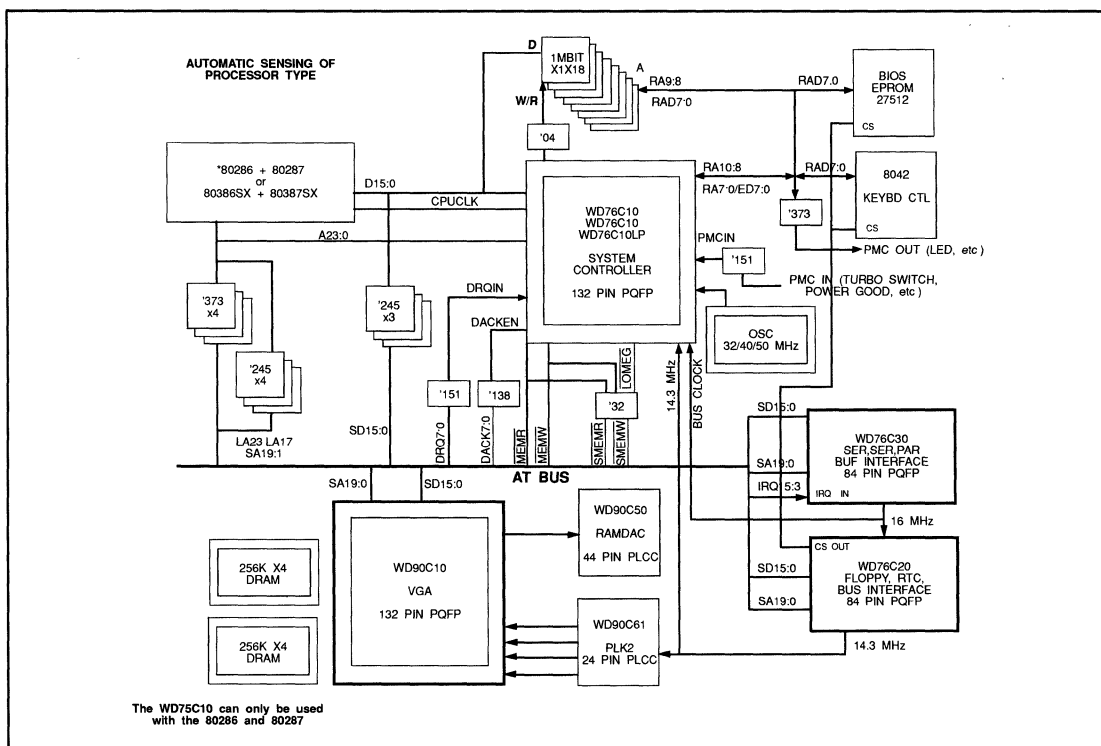 AUTOMATIC SENSING OF
PROCESSOR TYPE
D
1MBIT
X1X18
A
W/R
'04
RA9:8
RAD7:0
RAD7.0
BIOS
EPROM
27512
CS
*80286 + 80287
or
80386SX + 80387SX
D15:0
CPUCLK
A23:0
WD76C10
WD76C10
WD76C10LP
SYSTEM
CONTROLLER
132 PIN PQFP
RA10:8
RA7:0/ED7:0
RAD7:0
8042
KEYBD CTL
CS
'373
PMC OUT (LED, etc)
PMCIN
'151
PMC IN (TURBO SWITCH,
POWER GOOD, etc)
OSC
32/40/50 MHz
'373
x4
'245
x4
'245
x3
DRQIN
DACKEN
'151
'138
LOMEG
'32
14.3 MHz
BUS CLOCK
LA23 LA17
SA19:1
SD15:0
DRQ7:0
DACK7:0
MEMR
MEMW
SMEMR
SMEMW
AT BUS
SD15:0
SA19:0
IRQ15:3
WD76C30
SER,SER,PAR
BUF INTERFACE
84 PIN PQFP
IRQ IN
16 MHz
SA19:0
SD15:0
WD90C10
VGA
132 PIN PQFP
WD90C50
RAMDAC
44 PIN PLCC
CS OUT
WD76C20
FLOPPY, RTC,
BUS INTERFACE
84 PIN PQFP
SD15:0
SA19:0
256K X4
DRAM
256K X4
DRAM
WD90C61
PLK2
24 PIN PLCC
14.3 MHz
The WD75C10 can only be used
with the 80286 and 80287